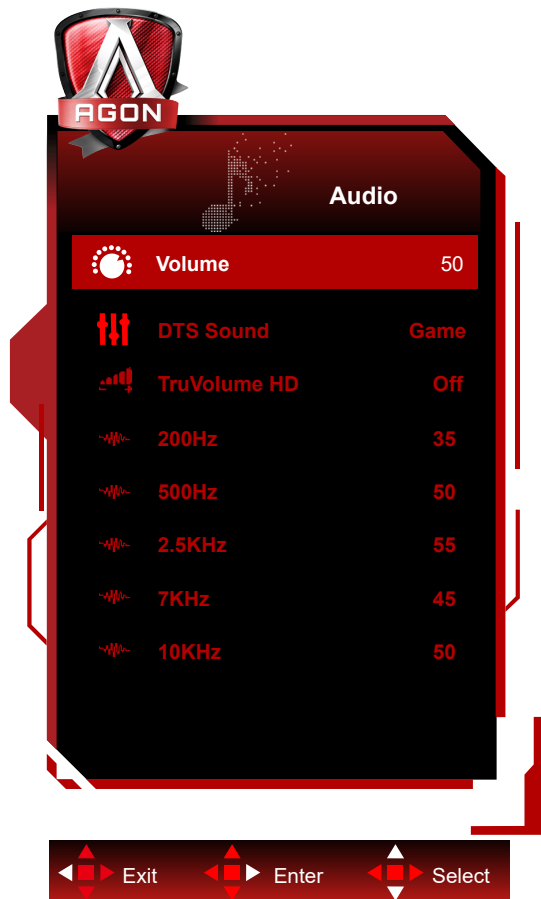 AGON
Audio
Volume 50
DTS Sound Game
TruVolume HD Off
200Hz 35
500Hz 50
2.5KHz 55
7KHz 45
10KHz 50
Exit Enter Select